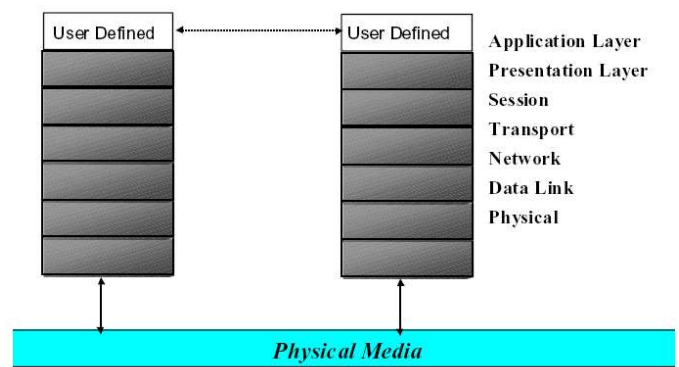 User Defined
User Defined
Application Layer
Presentation Layer
Session
Transport
Network
Data Link
Physical
Physical Media